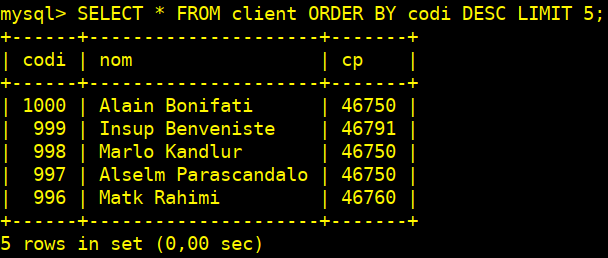 mysql> SELECT * FROM client ORDER BY codi DESC LIMIT 5;
+------+--------------------+-------+
| codi | nom                | cp    |
+------+--------------------+-------+
| 1000 | Alain Bonifati     | 46750 |
|  999 | Insup Benveniste   | 46791 |
|  998 | Marlo Kandlur      | 46750 |
|  997 | Alselm Parascandalo | 46750 |
|  996 | Matk Rahimi        | 46760 |
+------+--------------------+-------+
5 rows in set (0,00 sec)